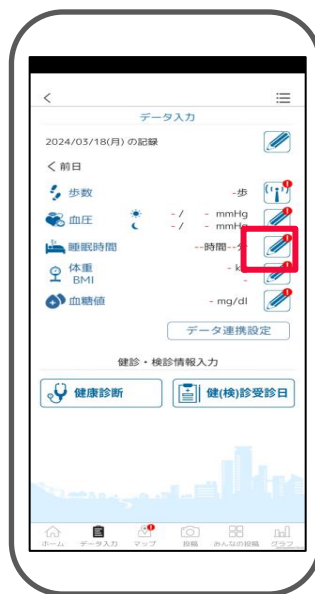 データ入力
2024/03/18(月) の記録
< 前日
歩数 -歩
血圧 - / - mmHg
- / - mmHg
睡眠時間 --時間--分
体重 - k
BMI -
血糖値 - mg/dl
データ連携設定
健診・検診情報入力
健康診断 健(検)診受診日
ホーム データ入力 マップ 投稿 みんなの投稿 グラフ